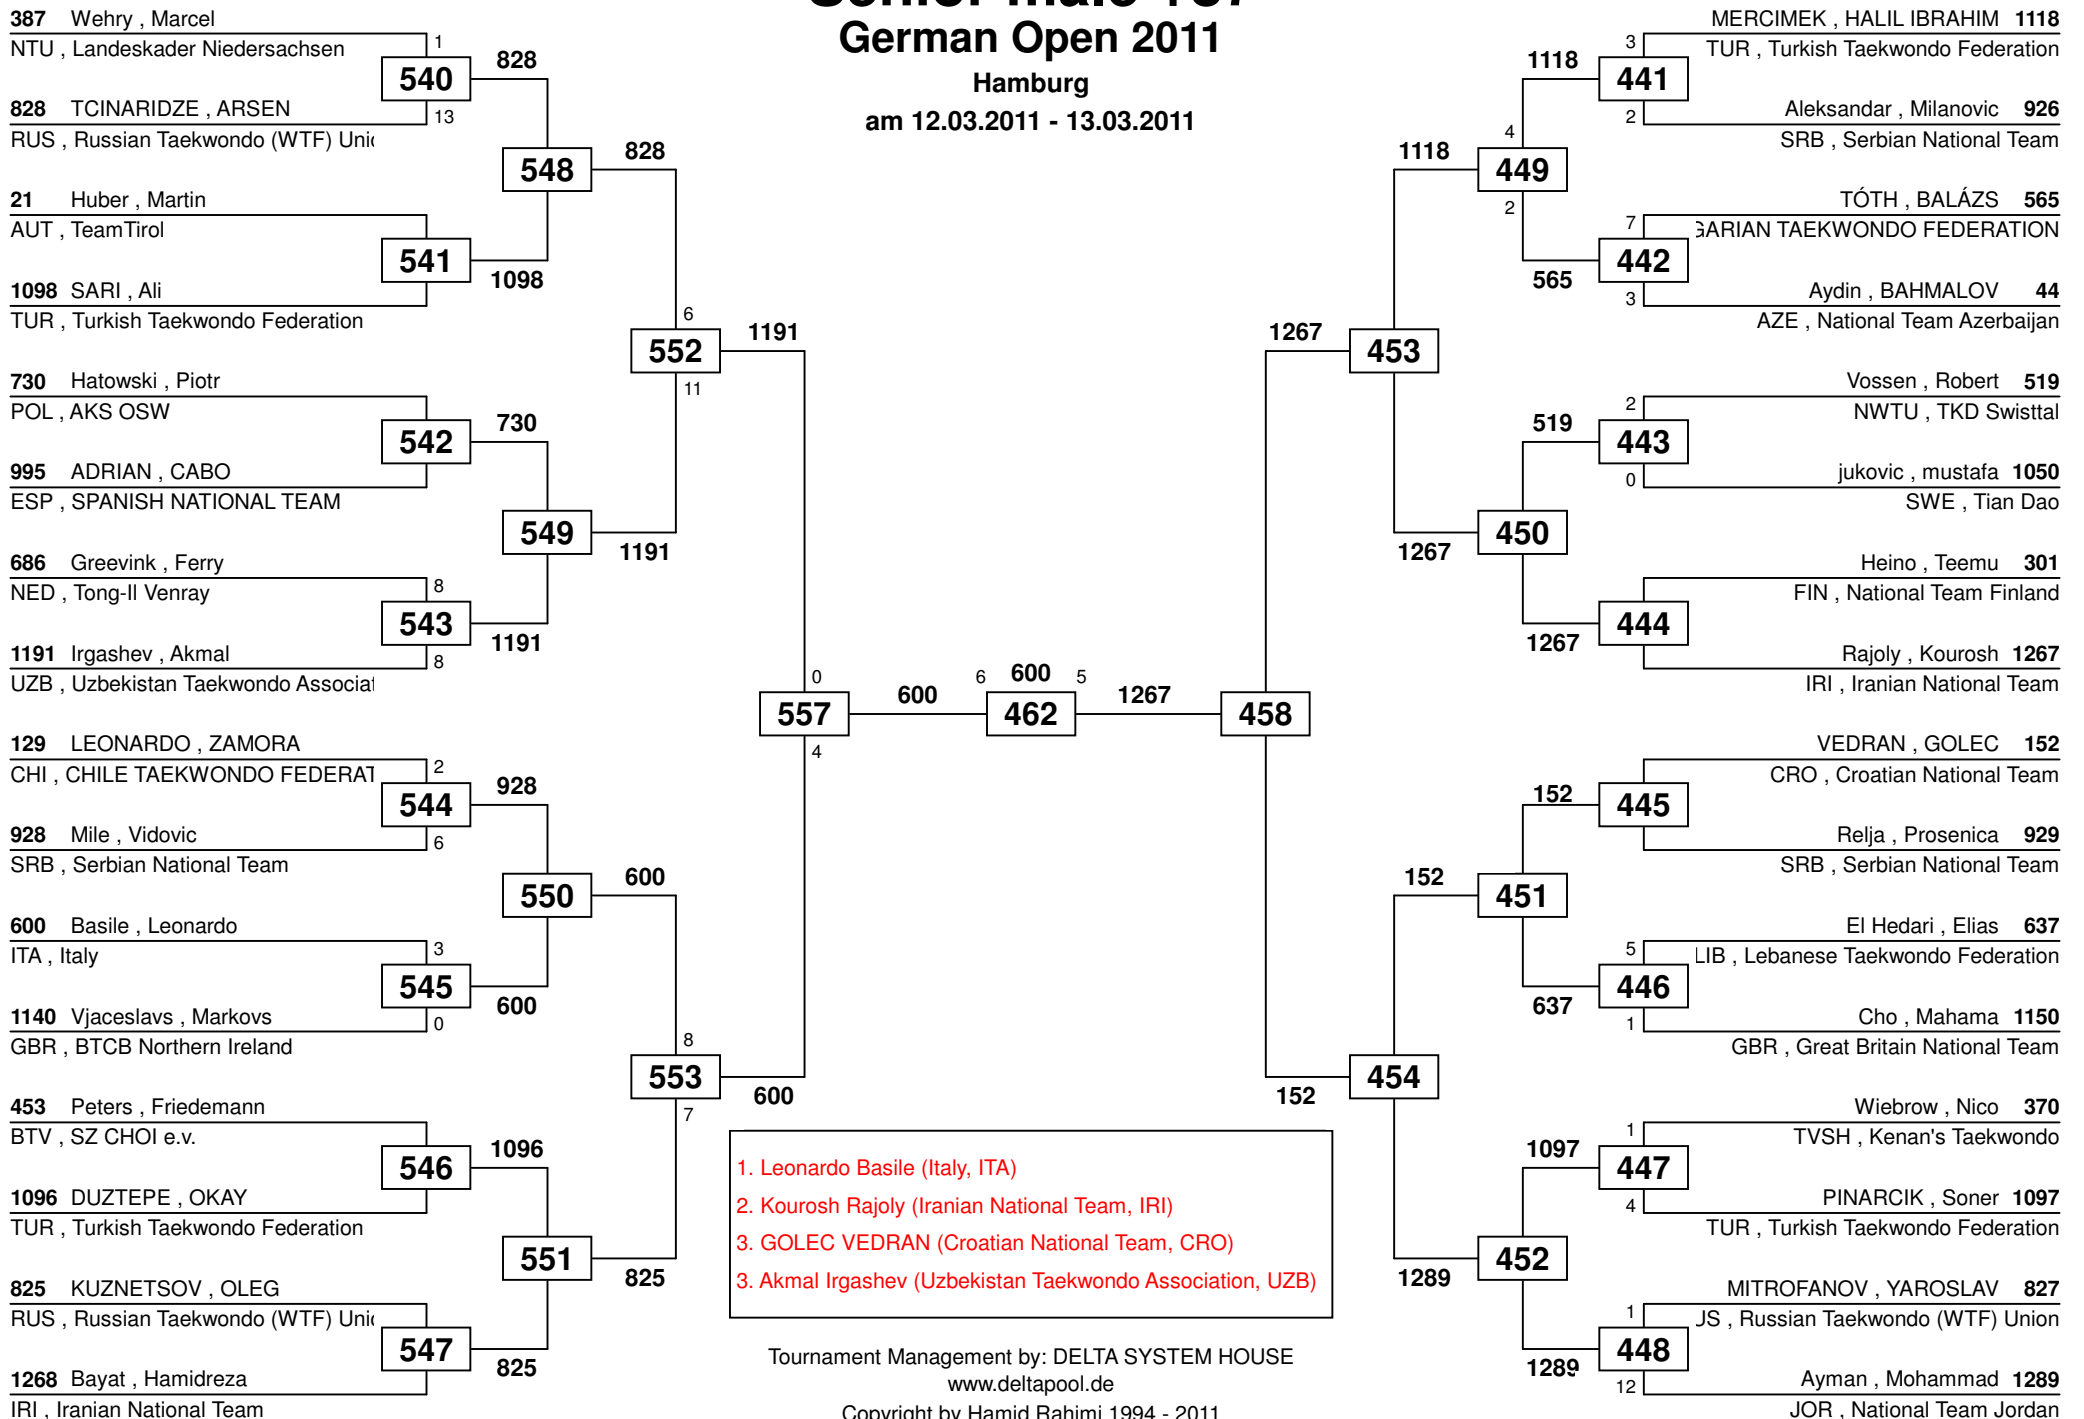 German Open 2011
Hamburg
am 12.03.2011 - 13.03.2011
387 Wehry , Marcel
NTU , Landeskader Niedersachsen
1
540
828
828 TCINARIDZE , ARSEN
13
RUS , Russian Taekwondo (WTF)
548
828
21 Huber , Martin
AUT , TeamTirol
541
1098
1098 SARI , Ali
TUR , Turkish Taekwondo Federation
6
552
1191
11
730 Hatowski , Piotr
POL , AKS OSW
542
730
995 ADRIAN , CABO
ESP , SPANISH NATIONAL TEAM
549
1191
686 Greevink , Ferry
8
NED , Tong-Il Venray
543
1191
1191 Irgashev , Akmal
8
UZB , Uzbekistan Taekwondo
0
557
600
4
129 LEONARDO , ZAMORA
2
CHI , CHILE TAEKWONDO
544
928
928 Mile , Vidovic
6
SRB , Serbian National Team
550
600
600 Basile , Leonardo
3
ITA , Italy
545
600
1140 Vjaceslavs , Markovs
0
GBR , BTCB Northern Ireland
8
553
600
7
453 Peters , Friedemann
BTV , SZ CHOI e.v.
546
1096
1096 DUZTEPE , OKAY
TUR , Turkish Taekwondo Federation
551
825
825 KUZNETSOV , OLEG
RUS , Russian Taekwondo (WTF)
547
825
1268 Bayat , Hamidreza
IRI , Iranian National Team
6 600 5
462
1267
458
MERCIMEK , HALIL IBRAHIM 1118
3
TUR , Turkish Taekwondo Federation
1118
441
Aleksandar , Milanovic 926
2
SRB , Serbian National Team
4
1118
449
2
TÓTH , BALÁZS 565
7
TAEKWONDO FEDERATION
442
565
Aydin , BAHMALOV 44
3
AZE , National Team Azerbaijan
1267
453
Vossen , Robert 519
2
NWTU , TKD Swisttal
519
443
jukovic , mustafa 1050
0
SWE , Tian Dao
450
1267
Heino , Teemu 301
FIN , National Team Finland
444
1267
Rajoly , Kourosh 1267
IRI , Iranian National Team
VEDRAN , GOLEC 152
CRO , Croatian National Team
152
445
Relja , Prosenica 929
SRB , Serbian National Team
152
451
El Hedari , Elias 637
5
LIB , Lebanese Taekwondo Federation
446
637
Cho , Mahama 1150
1
GBR , Great Britain National Team
454
152
Wiebrow , Nico 370
1
TVSH , Kenan's Taekwondo
1097
447
PINARCIK , Soner 1097
4
TUR , Turkish Taekwondo Federation
452
1289
MITROFANOV , YAROSLAV 827
1
, Russian Taekwondo (WTF) Union
448
1289
Ayman , Mohammad 1289
12
JOR , National Team Jordan
1. Leonardo Basile (Italy, ITA)
2. Kourosh Rajoly (Iranian National Team, IRI)
3. GOLEC VEDRAN (Croatian National Team, CRO)
3. Akmal Irgashev (Uzbekistan Taekwondo Association, UZB)
Tournament Management by: DELTA SYSTEM HOUSE
www.deltapool.de
Copyright by Hamid Rahimi 1994 - 2011